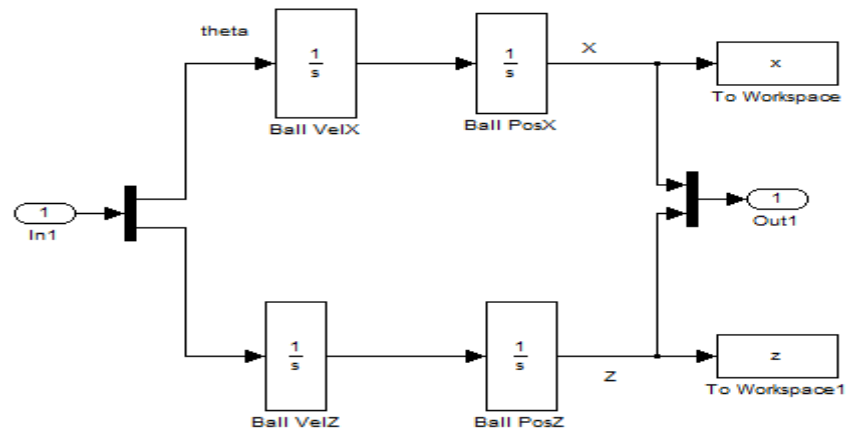 theta
1
s
Ball VelX
1
s
Ball PosX
X
x
To Workspace
1
In1
1
Out1
1
s
Ball VelZ
1
s
Ball PosZ
Z
z
To Workspace1